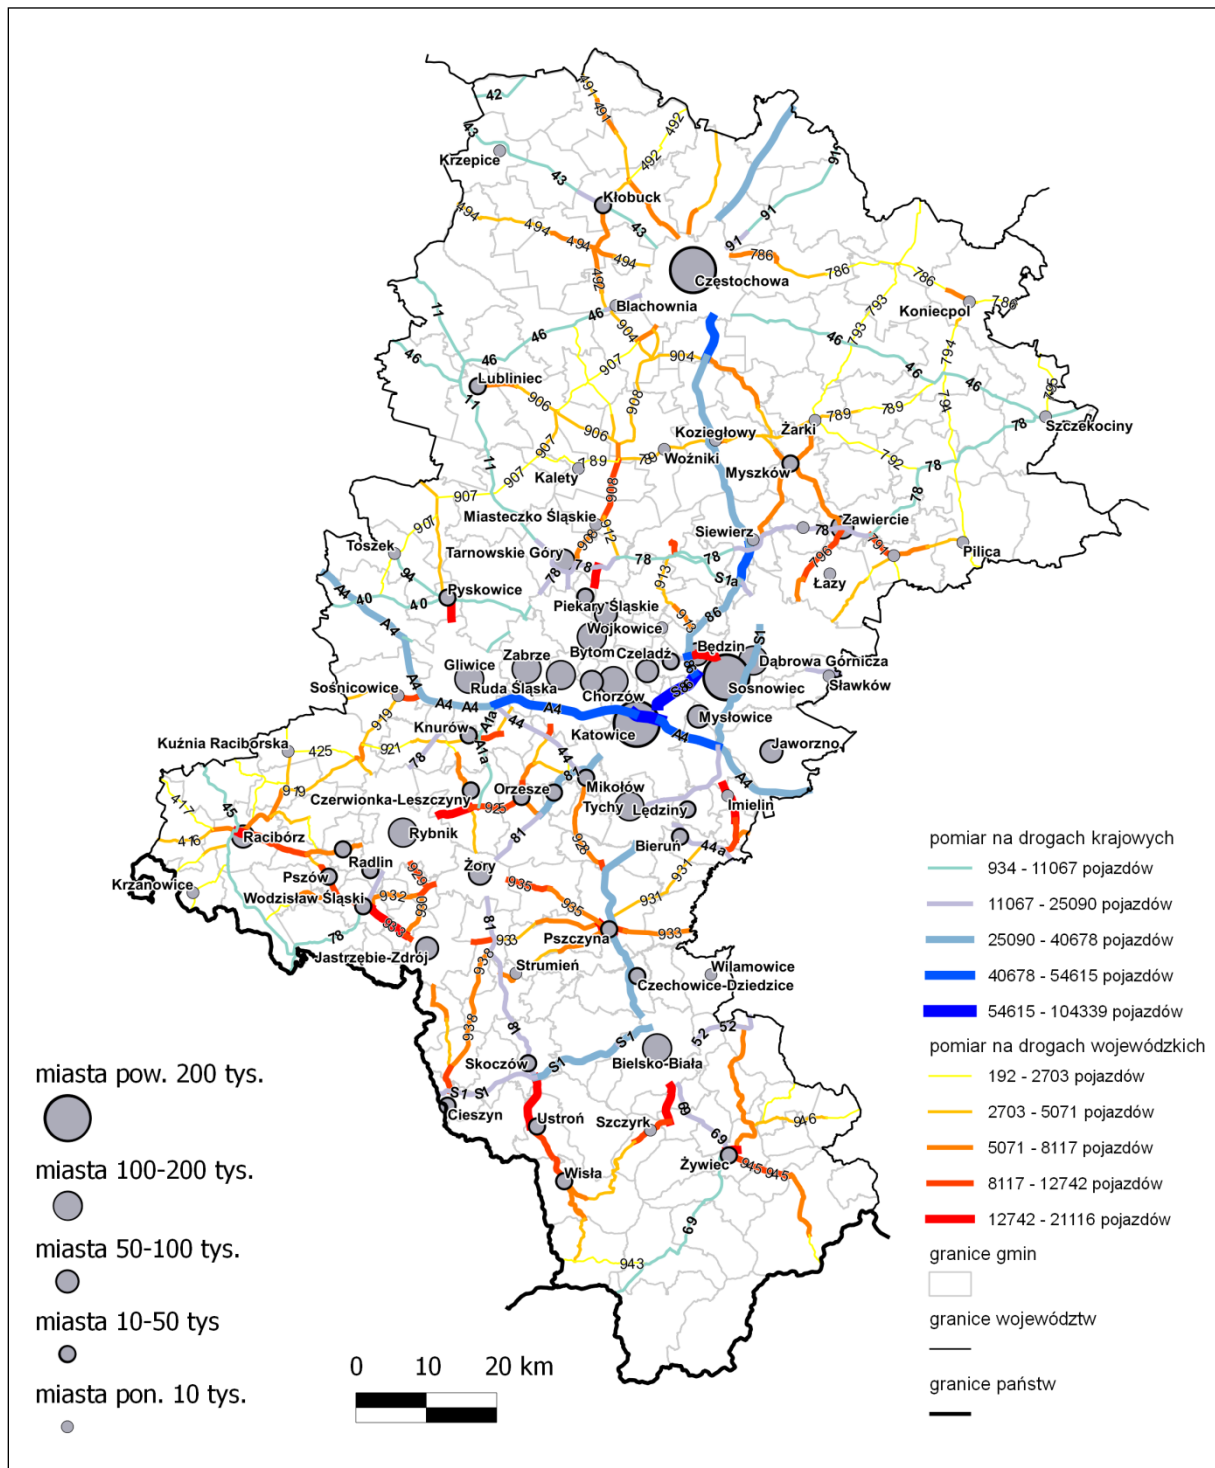 42
491
491
492
43
Krzepice
492
91
43
Kłobuck
91
494
494
494
43
91
494
786
Częstochowa
786
786
786
492
11
Blachownia
793
Koniecpol
46
904
793
46
46
46
907
904
794
46
46
795
Lubliniec
11
906
908
794
789
789
Szczekociny
906
Koziegłowy
Żarki
78
907
789
789
Woźniki
792
78
11
Kalety
Myszków
907
907
908
78
Miasteczko Śląskie
Siewierz
78
Zawiercie
907
908
912
Toszek
Tarnowskie Góry
78
78
791
Pilica
94
78
78
S1a
796
Łazy
A4
40
40
Pyskowice
913
Piekary Śląskie
86
A4
Wojkowice
913
S1
Bytom
Czeladź
Będzin
Zabrze
86
Dąbrowa Górnicza
Gliwice
Sławków
A4
Sośnicowice
Ruda Śląska
Chorzów
S86
Sosnowiec
A4
A4
A4
919
Knurów
A1a
44
Katowice
Mysłowice
A4
Kuźnia Raciborska
425
921
78
A1a
44
Jaworzno
A4
919
Czerwionka-Leszczyny
Orzesze
81
Mikołów
417
45
925
Tychy
Lędziny
Imielin
416
Racibórz
Rybnik
81
928
Bieruń
44a
Radlin
Pszów
929
Żory
931
Krzanowice
935
Wodzisław Śląski
932
930
935
931
933
78
81
933
Pszczyna
933
Jastrzębie-Zdrój
938
Strumień
Wilamowice
Czechowice-Dziedzice
938
81
52
52
Skoczów
S1
S1
Bielsko-Biała
S1
S1
Cieszyn
Ustroń
Szczyrk
69
69
946
Wisła
Żywiec
945
945
69
943
pomiar na drogach krajowych
934 - 11067 pojazdów
11067 - 25090 pojazdów
25090 - 40678 pojazdów
40678 - 54615 pojazdów
54615 - 104339 pojazdów
pomiar na drogach wojewódzkich
192 - 2703 pojazdów
2703 - 5071 pojazdów
5071 - 8117 pojazdów
8117 - 12742 pojazdów
12742 - 21116 pojazdów
granice gmin
granice województw
granice państw
miasta pow. 200 tys.
miasta 100-200 tys.
miasta 50-100 tys.
miasta 10-50 tys
miasta pon. 10 tys.
0 10 20 km